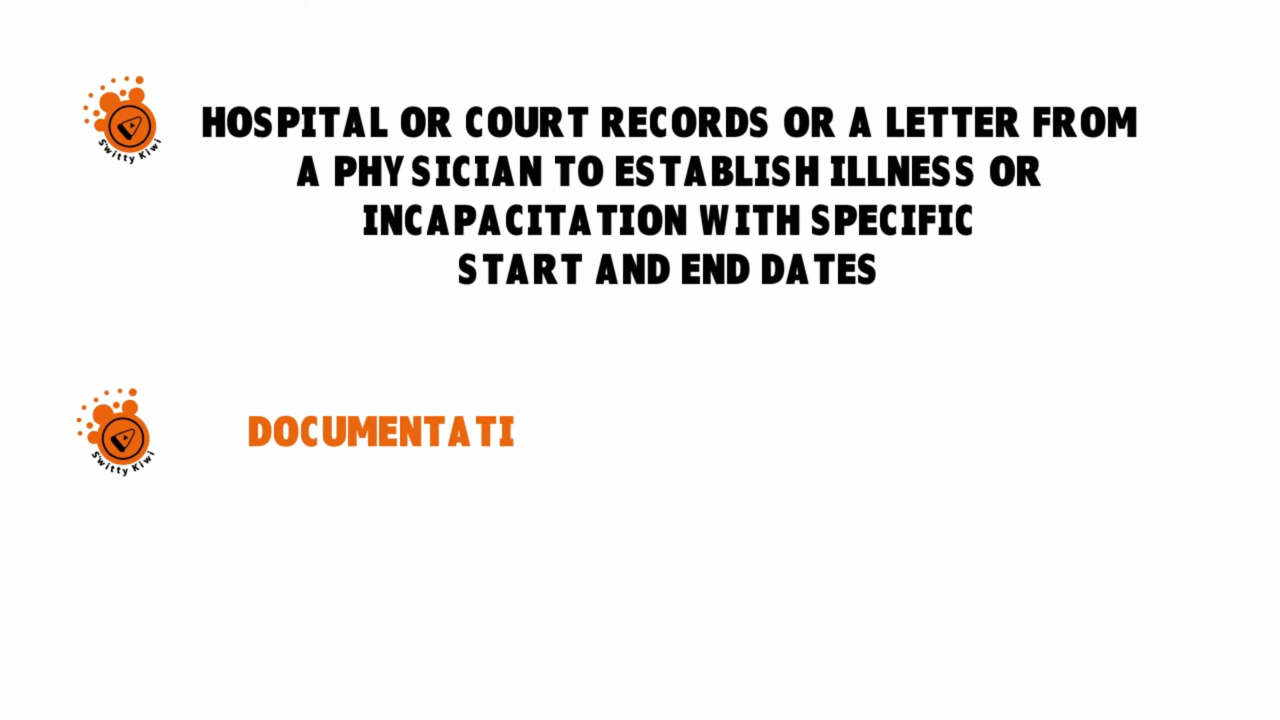 Switty Kiwi
HOSPITAL OR COURT RECORDS OR A LETTER FROM
A PHYSICIAN TO ESTABLISH ILLNESS OR
INCAPACITATION WITH SPECIFIC
START AND END DATES
Switty Kiwi
DOCUMENTATI